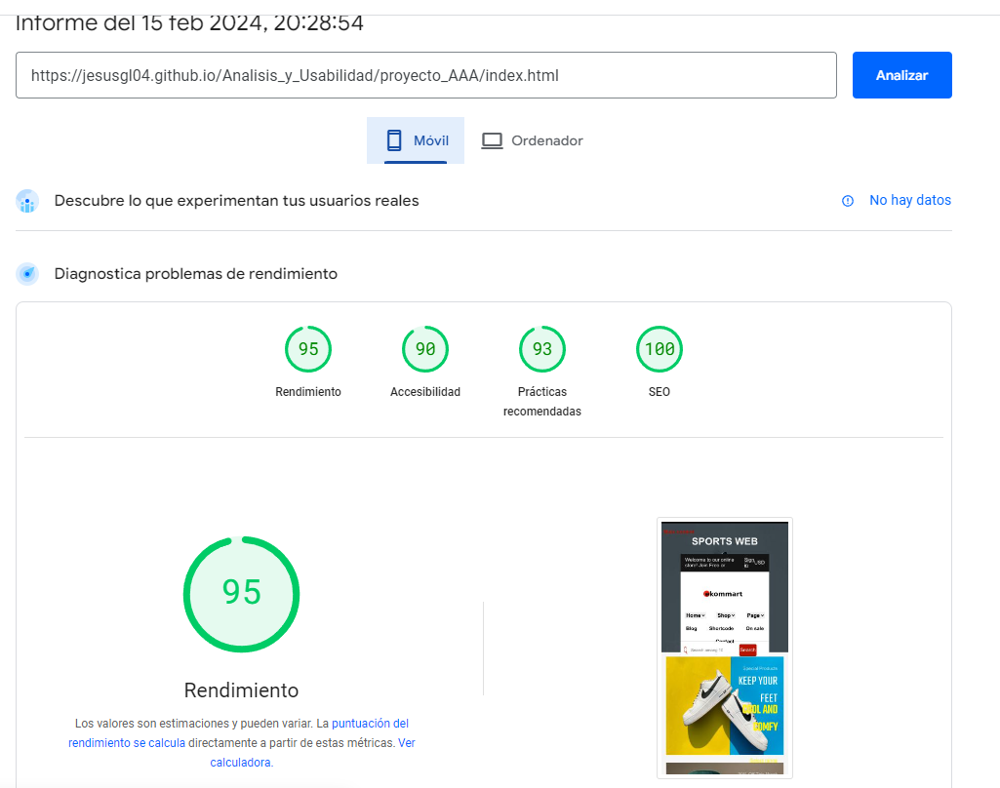 Informe del 15 feb 2024, 20:28:54
https://jesusgl04.github.io/Analisis_y_Usabilidad/proyecto_AAA/index.html
Analizar
Móvil
Ordenador
Descubre lo que experimentan tus usuarios reales
No hay datos
Diagnostica problemas de rendimiento
95
90
93
100
Rendimiento
Accesibilidad
Prácticas
recomendadas
SEO
95
Rendimiento
Los valores son estimaciones y pueden variar. La puntuación del
rendimiento se calcula directamente a partir de estas métricas. Ver
calculadora.
SPORTS WEB
Welcome to our online
store! Join Free or
Sign
USD
kommart
Home
Shop
Page
Blog
Shortcode
On sale
Contact
Search
Special Products
KEEP YOUR
FEET
AND